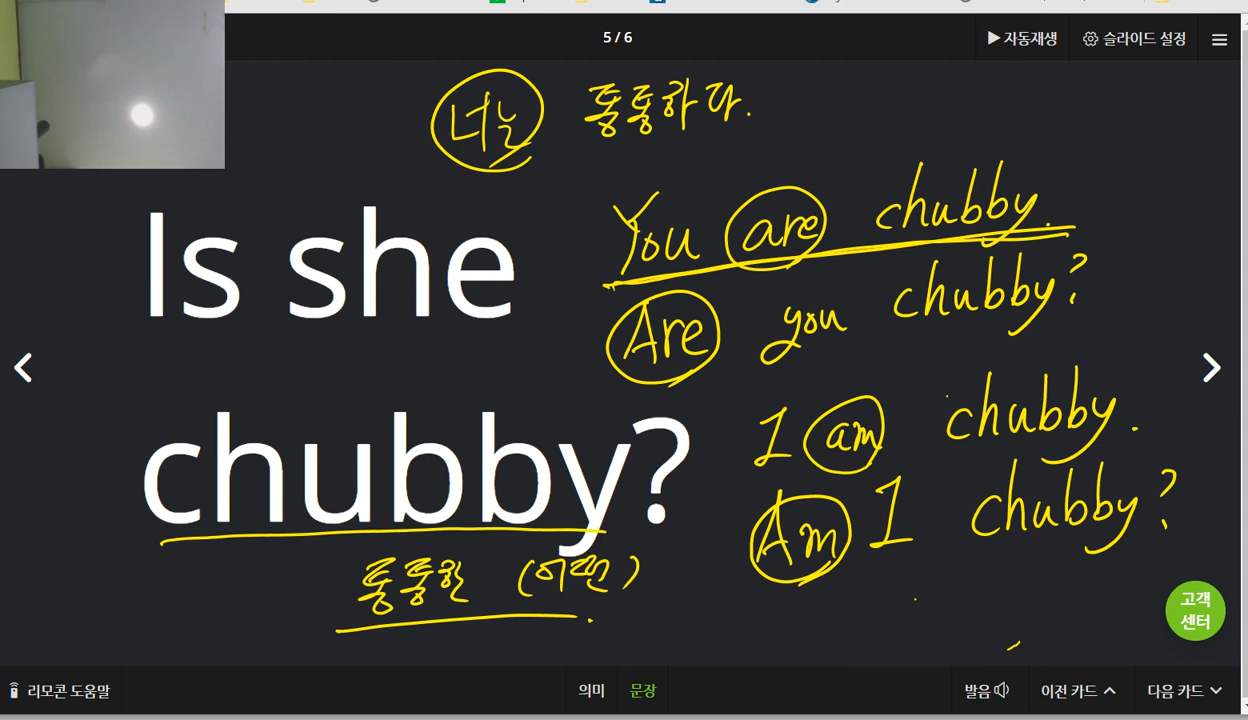 5 / 6
▶ 자동재생
슬라이드 설정
너는 통통하다.
Is she
chubby?
You are chubby.
Are you chubby?
I am chubby.
Am I chubby?
통통한
고객
센터
리모콘 도움말
의미
문장
발음
이전 카드
다음 카드